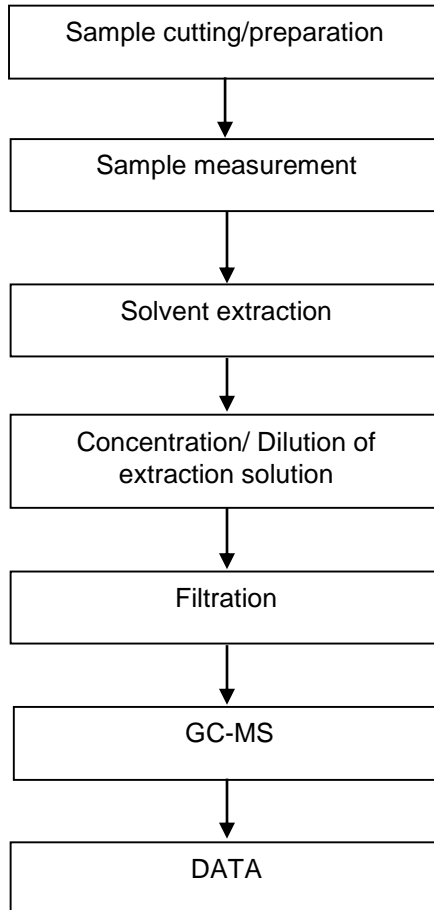 Sample cutting/preparation
Sample measurement
Solvent extraction
Concentration/ Dilution of
extraction solution
Filtration
GC-MS
DATA